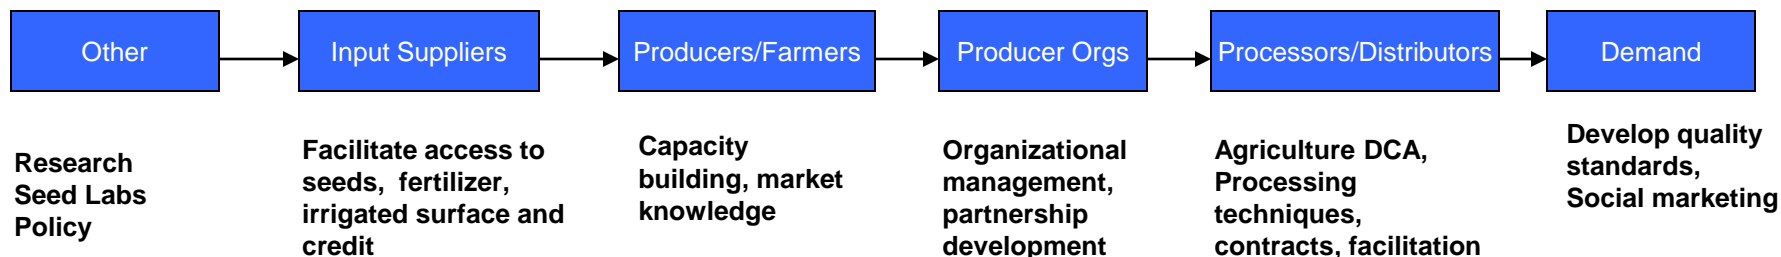 Other
Input Suppliers
Producers/Farmers
Producer Orgs
Processors/Distributors
Demand
Research
Seed Labs
Policy
Facilitate access to
seeds, fertilizer,
irrigated surface and
credit
Capacity
building, market
knowledge
Organizational
management,
partnership
development
Agriculture DCA,
Processing
techniques,
contracts, facilitation
Develop quality
standards,
Social marketing